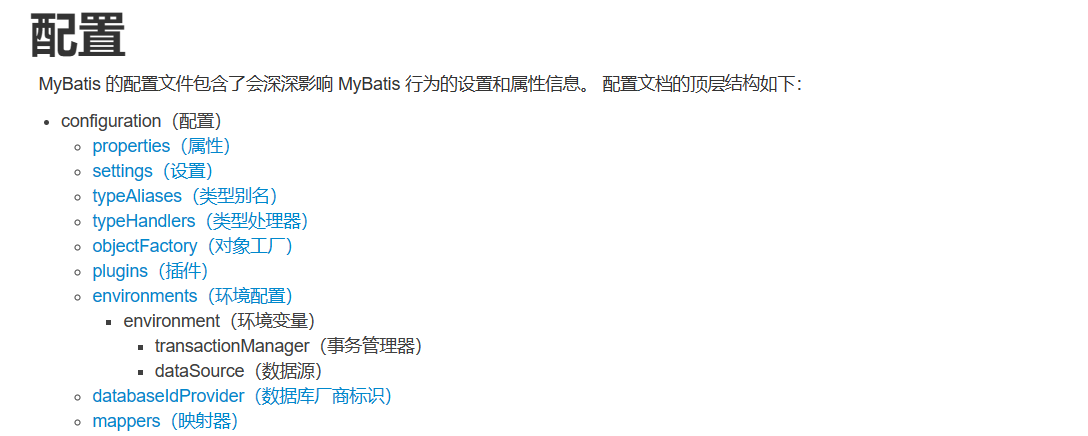 配置
MyBatis 的配置文件包含了会深深影响 MyBatis 行为的设置和属性信息。 配置文档的顶层结构如下：
configuration（配置）
properties（属性）
settings（设置）
typeAliases（类型别名）
typeHandlers（类型处理器）
objectFactory（对象工厂）
plugins（插件）
environments（环境配置）
environment（环境变量）
transactionManager（事务管理器）
dataSource（数据源）
databaseIdProvider（数据库厂商标识）
mappers（映射器）